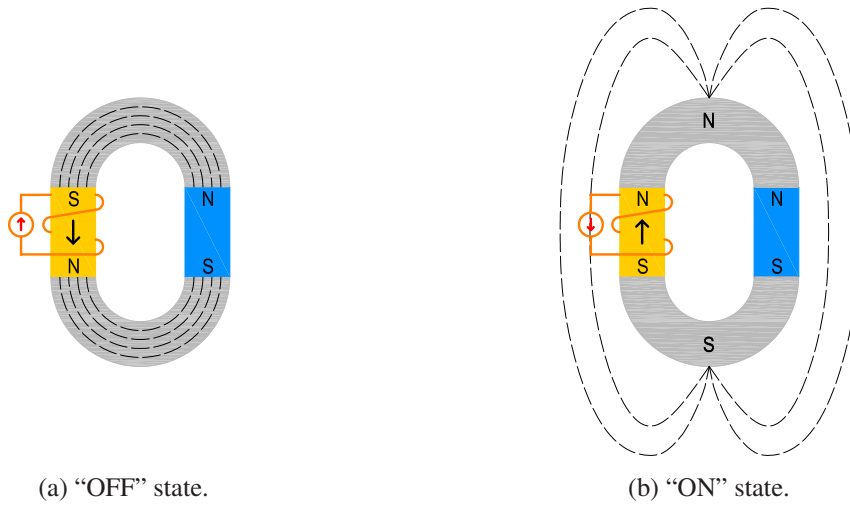 S N
N S
(a) “OFF” state.
N
N N
S S
S
(b) “ON” state.